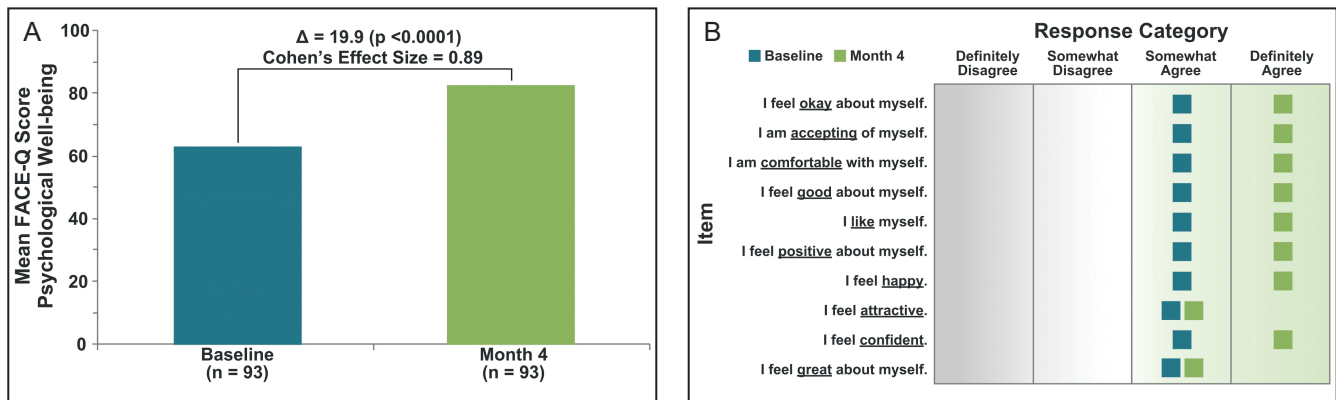 A
Δ = 19.9 (p <0.0001)
Cohen's Effect Size = 0.89
Mean FACE-Q Score
Psychological Well-being
100
80
60
40
20
0
Baseline
(n = 93)
Month 4
(n = 93)
B
Response Category
Baseline
Month 4
Definitely
Disagree
Somewhat
Disagree
Somewhat
Agree
Definitely
Agree
Item
I feel okay about myself.
I am accepting of myself.
I am comfortable with myself.
I feel good about myself.
I like myself.
I feel positive about myself.
I feel happy.
I feel attractive.
I feel confident.
I feel great about myself.